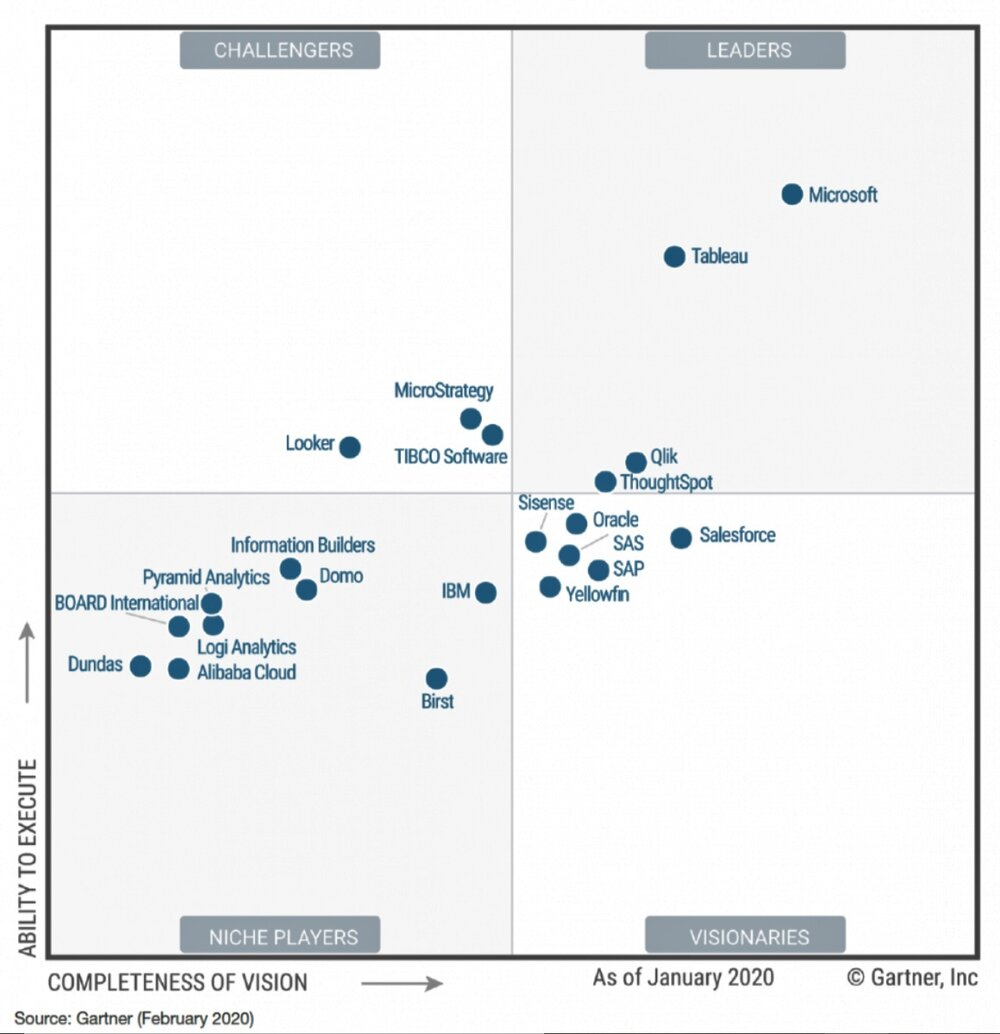 CHALLENGERS
LEADERS
Microsoft
Tableau
MicroStrategy
Looker
TIBCO Software
Qlik
ThoughtSpot
Sisense
Oracle
SAS
Salesforce
SAP
Yellowfin
Information Builders
Pyramid Analytics
Domo
IBM
BOARD International
Logi Analytics
Dundas
Alibaba Cloud
Birst
ABILITY TO EXECUTE
NICHE PLAYERS
VISIONARIES
COMPLETENESS OF VISION
As of January 2020
© Gartner, Inc
Source: Gartner (February 2020)